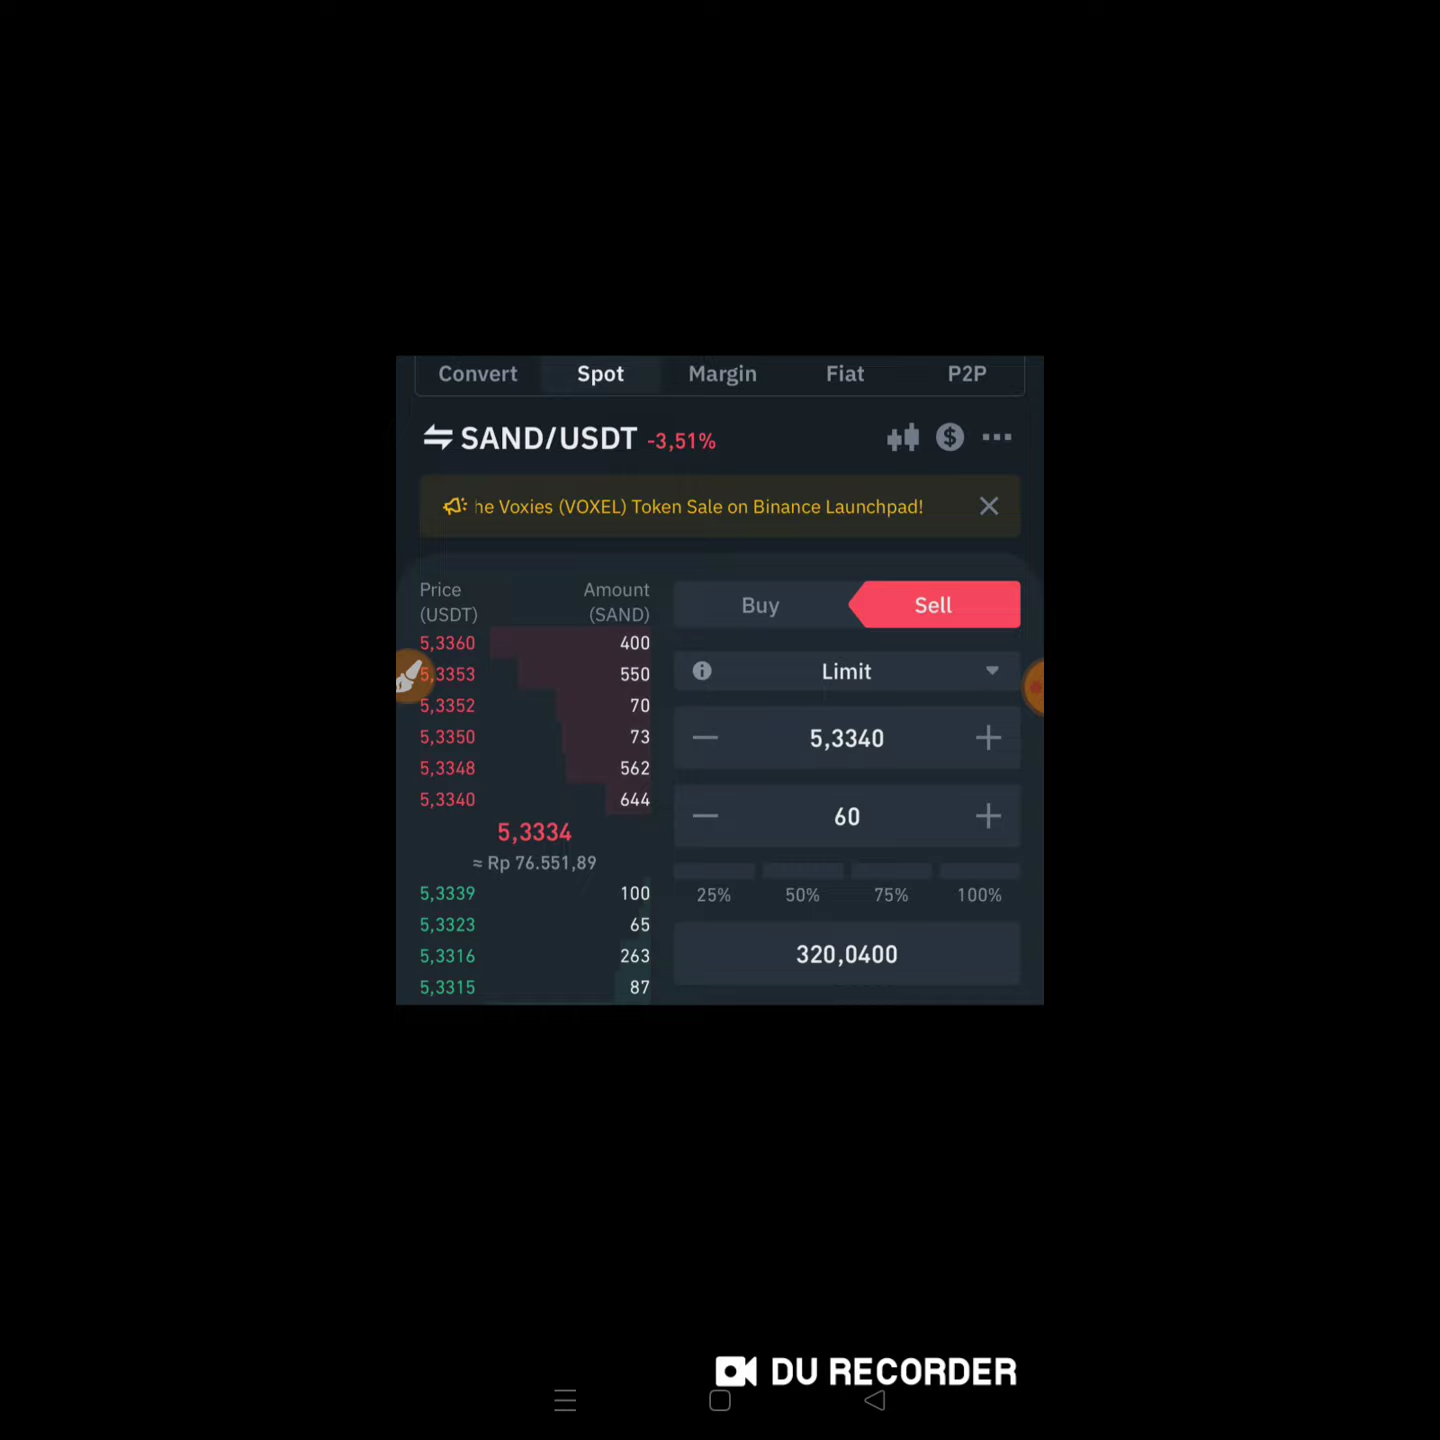 Convert Spot Margin Fiat P2P
SAND/USDT -3,51%
he Voxies (VOXEL) Token Sale on Binance Launchpad!
Price Amount
(USDT) (SAND)
5,3360 400
5,3353 550
5,3352 70
5,3350 73
5,3348 562
5,3340 644
5,3334
≈ Rp 76.551,89
5,3339 100
5,3323 65
5,3316 263
5,3315 87
Buy Sell
Limit
5,3340
60
25% 50% 75% 100%
320,0400
DU RECORDER